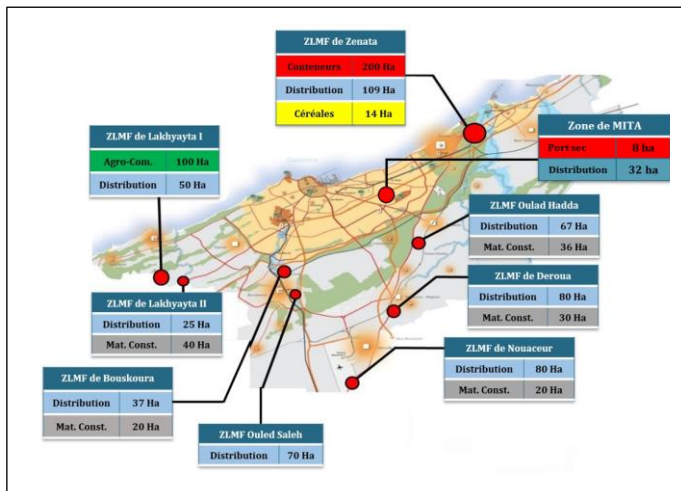 ZLMF de Zenata
Conteneurs 200 Ha
Distribution 109 Ha
Céréales 14 Ha
ZLMF de Lakhyayta I
Agro-Com. 100 Ha
Distribution 50 Ha
Zone de MITA
Port sec 8 ha
Distribution 32 ha
ZLMF Oulad Hadda
Distribution 67 Ha
Mat. Const. 36 Ha
ZLMF de Lakhyayta II
Distribution 25 Ha
Mat. Const. 40 Ha
ZLMF de Deroua
Distribution 80 Ha
Mat. Const. 30 Ha
ZLMF de Nouaceur
Distribution 80 Ha
Mat. Const. 20 Ha
ZLMF de Bouskoura
Distribution 37 Ha
Mat. Const. 20 Ha
ZLMF Ouled Saleh
Distribution 70 Ha